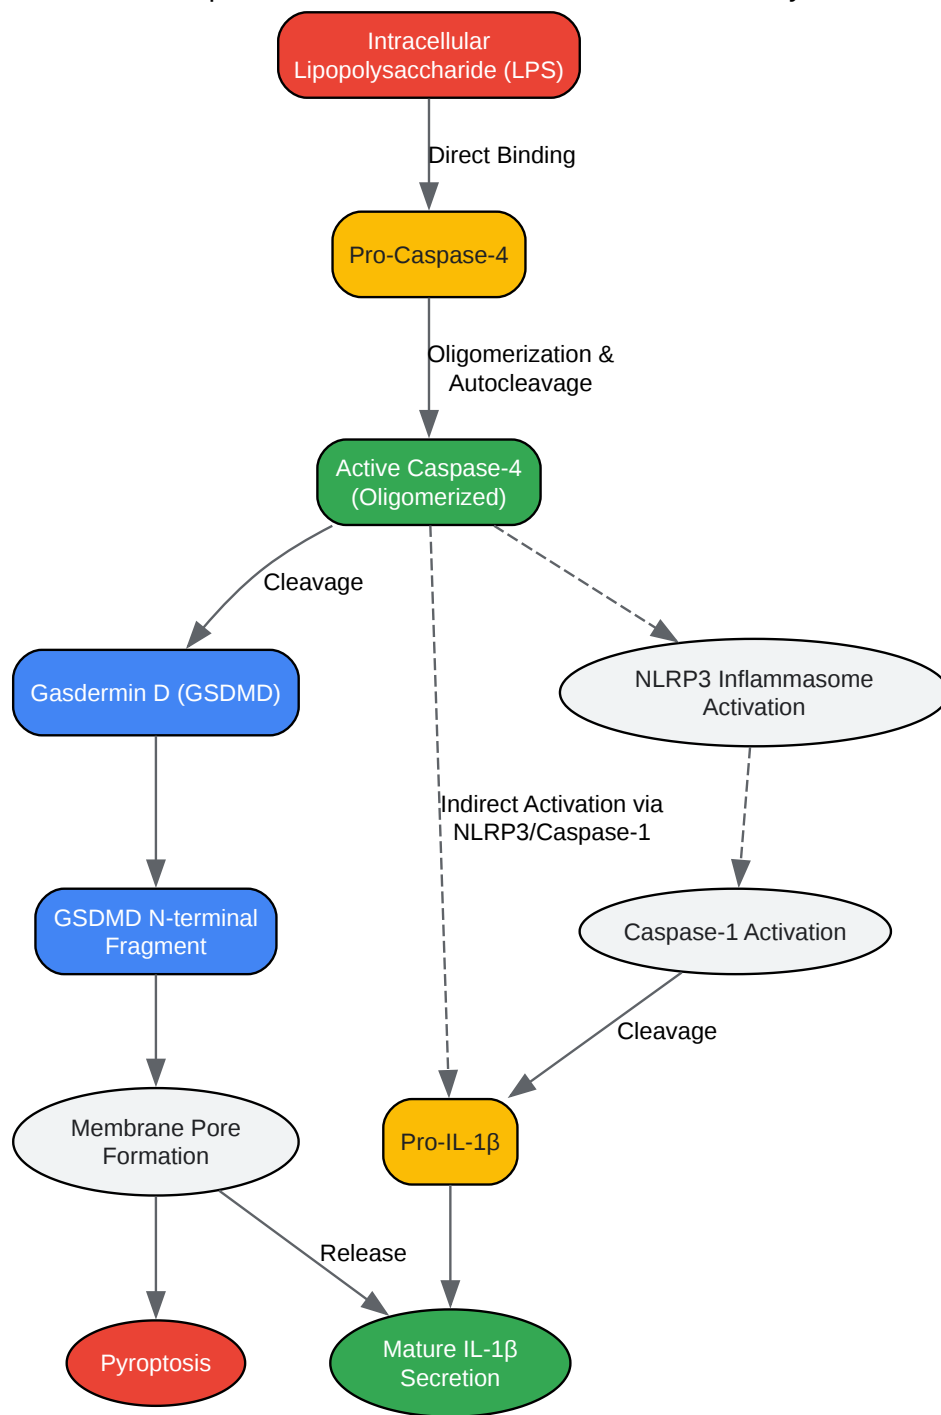 Intracellular
Lipopolysaccharide (LPS)
Direct Binding
Pro-Caspase-4
Oligomerization &
Autocleavage
Active Caspase-4
(Oligomerized)
Cleavage
Gasdermin D (GSDMD)
NLRP3 Inflammasome
Activation
Indirect Activation via
NLRP3/Caspase-1
GSDMD N-terminal
Fragment
Caspase-1 Activation
Cleavage
Membrane Pore
Formation
Pro-IL-1β
Release
Pyroptosis
Mature IL-1β
Secretion